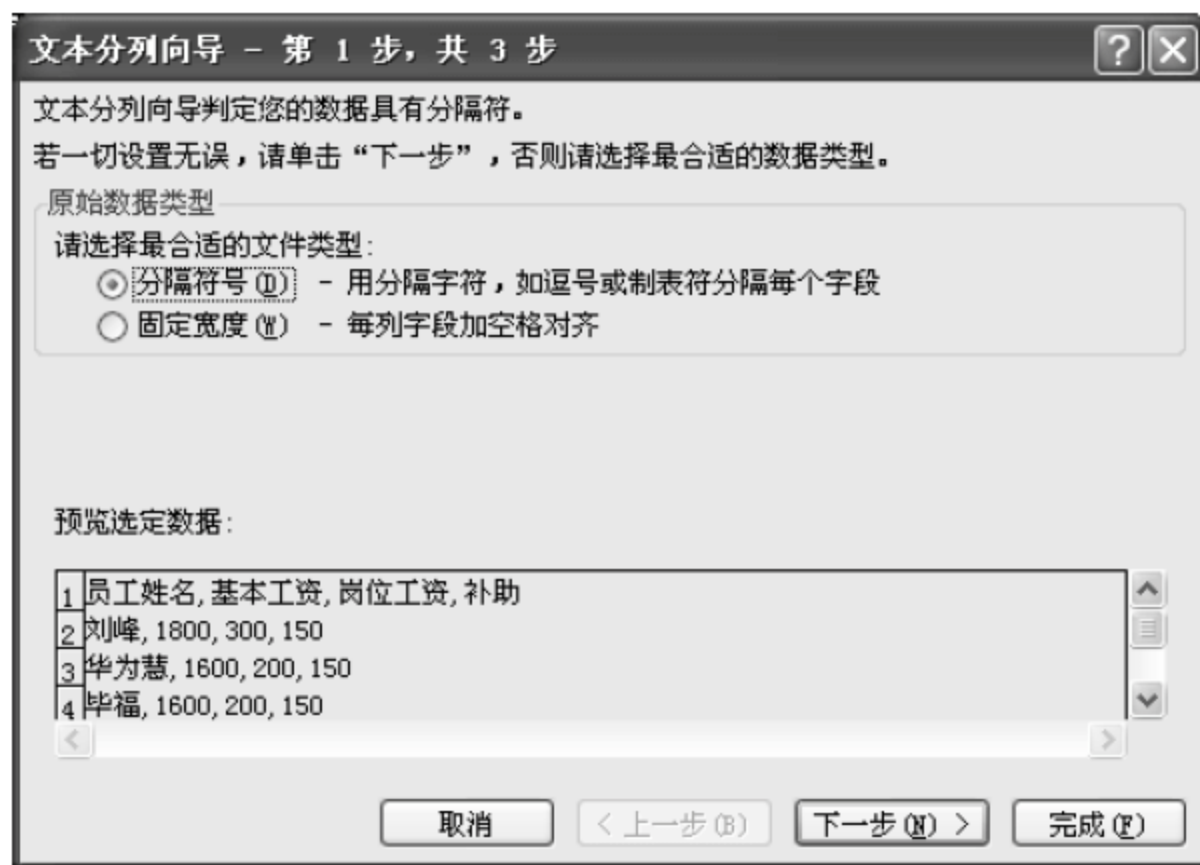 文本分列向导 - 第 1 步，共 3 步
文本分列向导判定您的数据具有分隔符。
若一切设置无误，请单击“下一步”，否则请选择最合适的数据类型。
原始数据类型
请选择最合适的文件类型:
分隔符号(D) - 用分隔字符，如逗号或制表符分隔每个字段
固定宽度(W) - 每列字段加空格对齐
预览选定数据:
1 员工姓名, 基本工资, 岗位工资, 补助
2 刘峰, 1800, 300, 150
3 华为慧, 1600, 200, 150
4 毕福, 1600, 200, 150
取消 < 上一步(B) 下一步(N) > 完成(F)